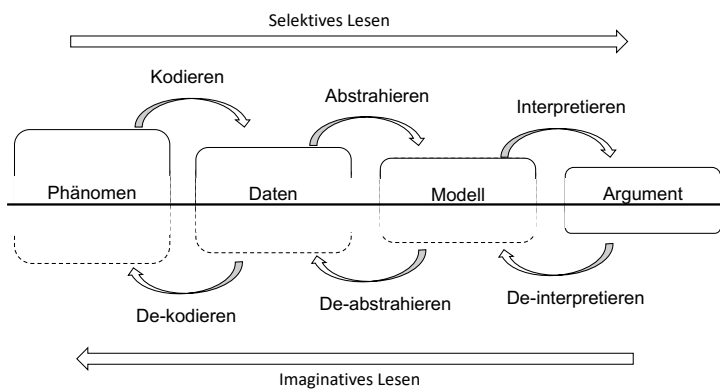 Selektives Lesen
Kodieren
Abstrahieren
Interpretieren
Phänomen
Daten
Modell
Argument
De-kodieren
De-abstrahieren
De-interpretieren
Imaginatives Lesen